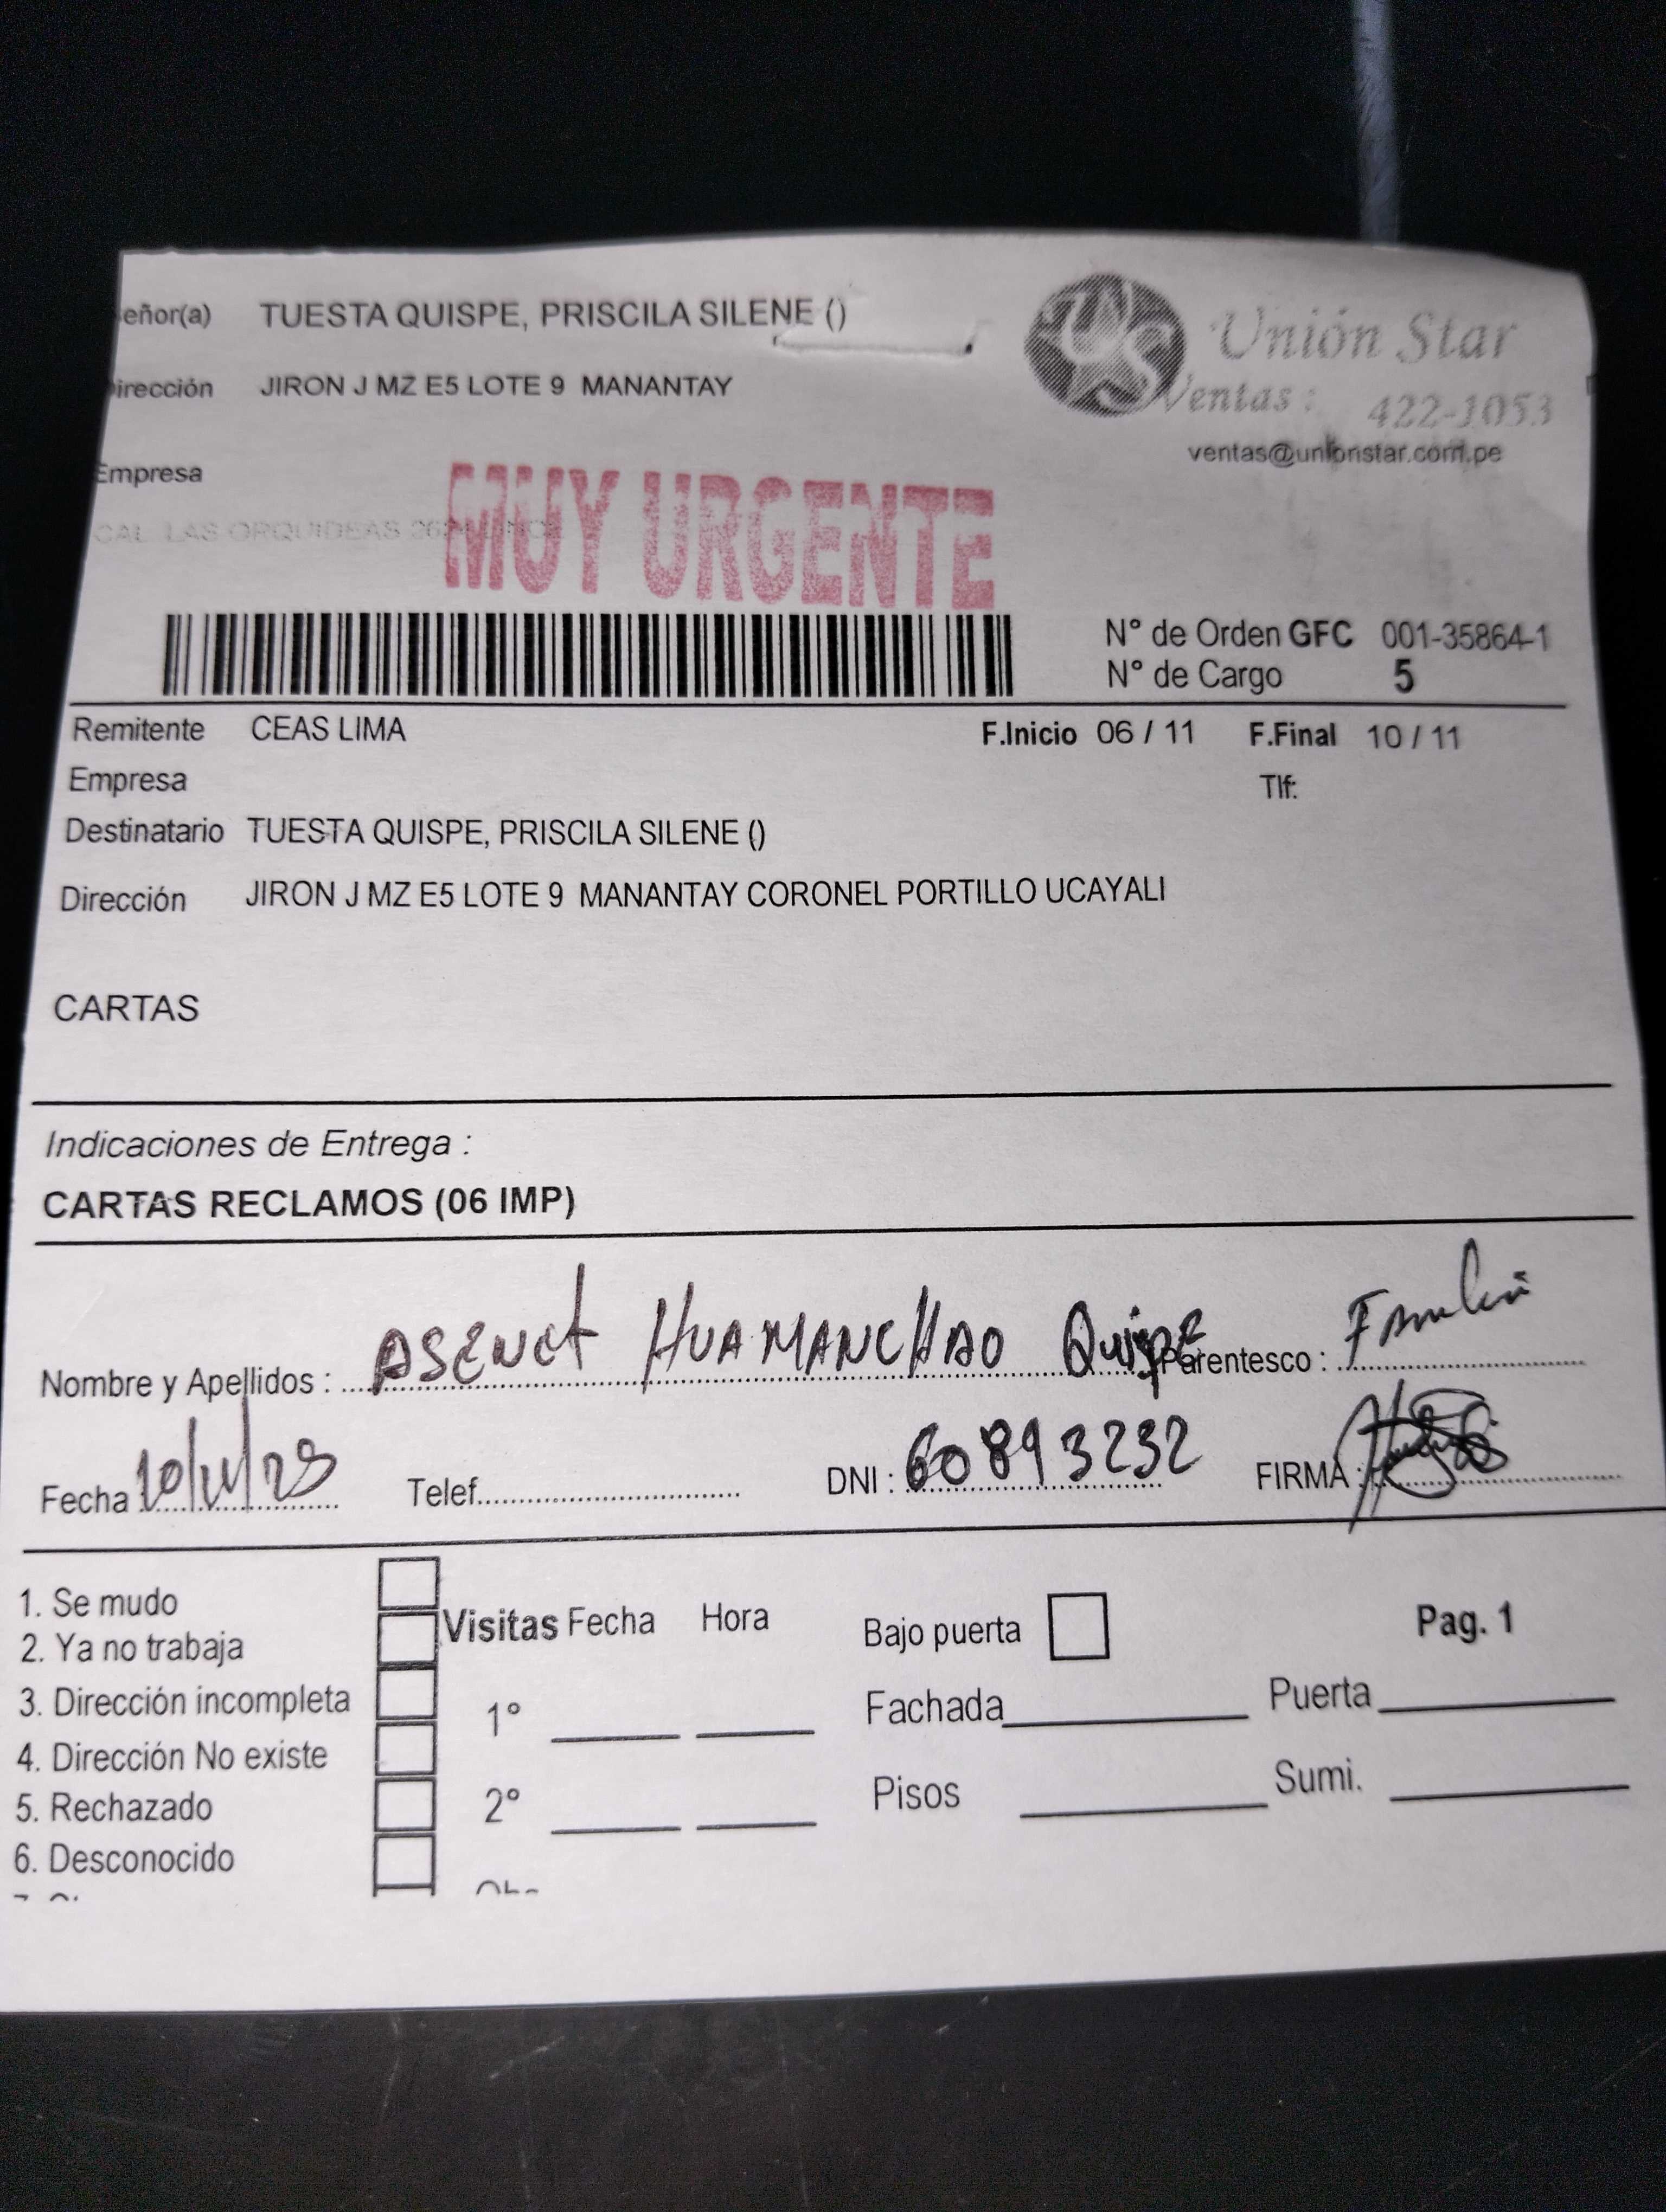 eñor(a) TUESTA QUISPE, PRISCILA SILENE ()
Dirección JIRON J MZ E5 LOTE 9 MANANTAY
Unión Star
Ventas : 422-1053
ventas@unionstar.com.pe
Empresa
CAL LAS ORQUIDEAS
MUY URGENTE
N° de Orden GFC 001-35864-1
N° de Cargo 5
Remitente CEAS LIMA F.Inicio 06 / 11 F.Final 10 / 11
Empresa Tlf:
Destinatario TUESTA QUISPE, PRISCILA SILENE ()
Dirección JIRON J MZ E5 LOTE 9 MANANTAY CORONEL PORTILLO UCAYALI
CARTAS
Indicaciones de Entrega :
CARTAS RECLAMOS (06 IMP)
Nombre y Apellidos : ASENET HUAMANCHAO Quispe Parentesco :
Fecha 10/11/ Telef. DNI : 60893232 FIRMA :
1. Se mudo
2. Ya no trabaja
3. Dirección incompleta
4. Dirección No existe
5. Rechazado
6. Desconocido
Visitas Fecha Hora
1°
2°
Bajo puerta Pag. 1
Fachada Puerta
Pisos Sumi.